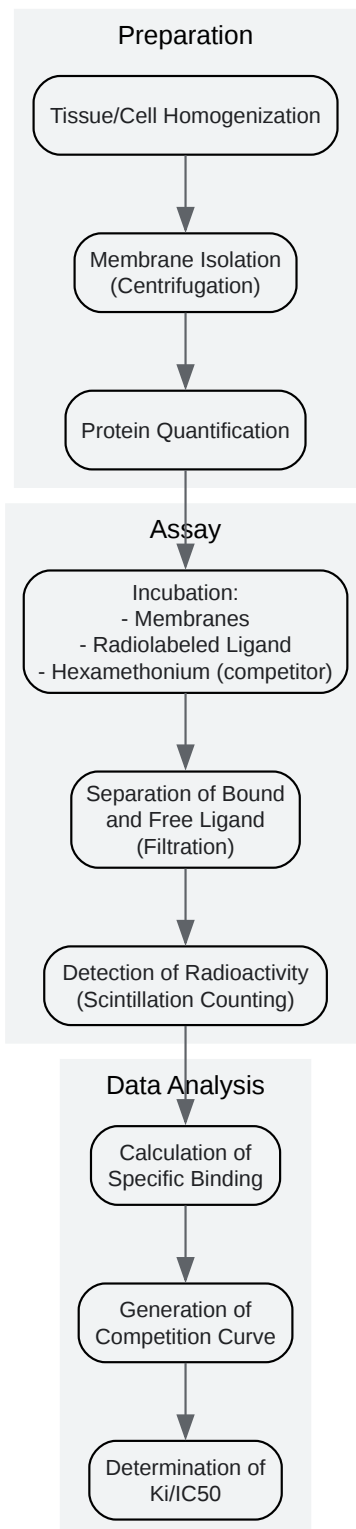 Preparation
Tissue/Cell Homogenization
Membrane Isolation
(Centrifugation)
Protein Quantification
Assay
Incubation:
- Membranes
- Radiolabeled Ligand
- Hexamethonium (competitor)
Separation of Bound
and Free Ligand
(Filtration)
Detection of Radioactivity
(Scintillation Counting)
Data Analysis
Calculation of
Specific Binding
Generation of
Competition Curve
Determination of
Ki/IC50